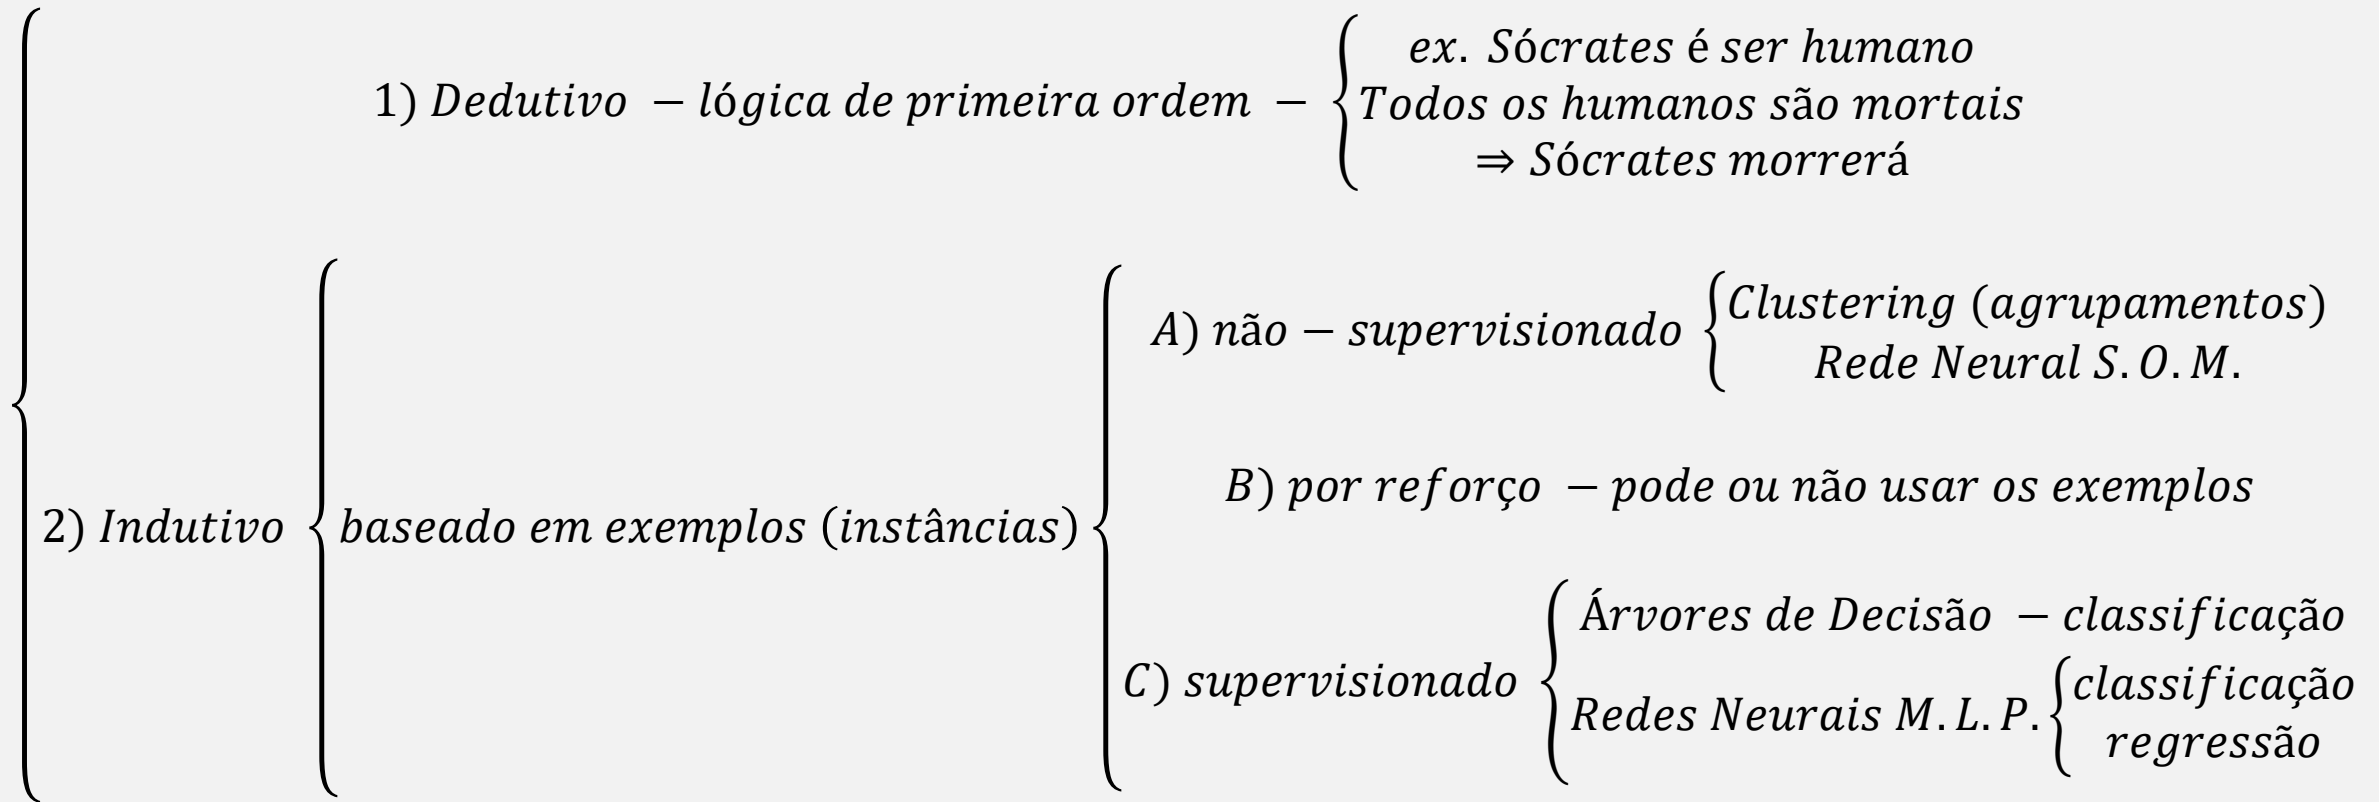 1) Dedutivo – lógica de primeira ordem –
ex. Sócrates é ser humano
Todos os humanos são mortais
⇒ Sócrates morrerá
2) Indutivo
baseado em exemplos (instâncias)
A) não – supervisionado
Clustering (agrupamentos)
Rede Neural S.O.M.
B) por reforço – pode ou não usar os exemplos
C) supervisionado
Árvores de Decisão – classificação
Redes Neurais M.L.P.
classificação
regressão